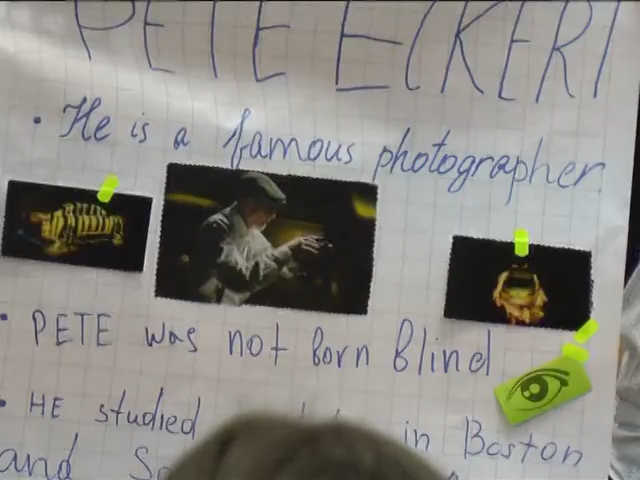 PETE ECKERT
• He is a famous photographer
• PETE was not born Blind
• HE studied in Boston
and